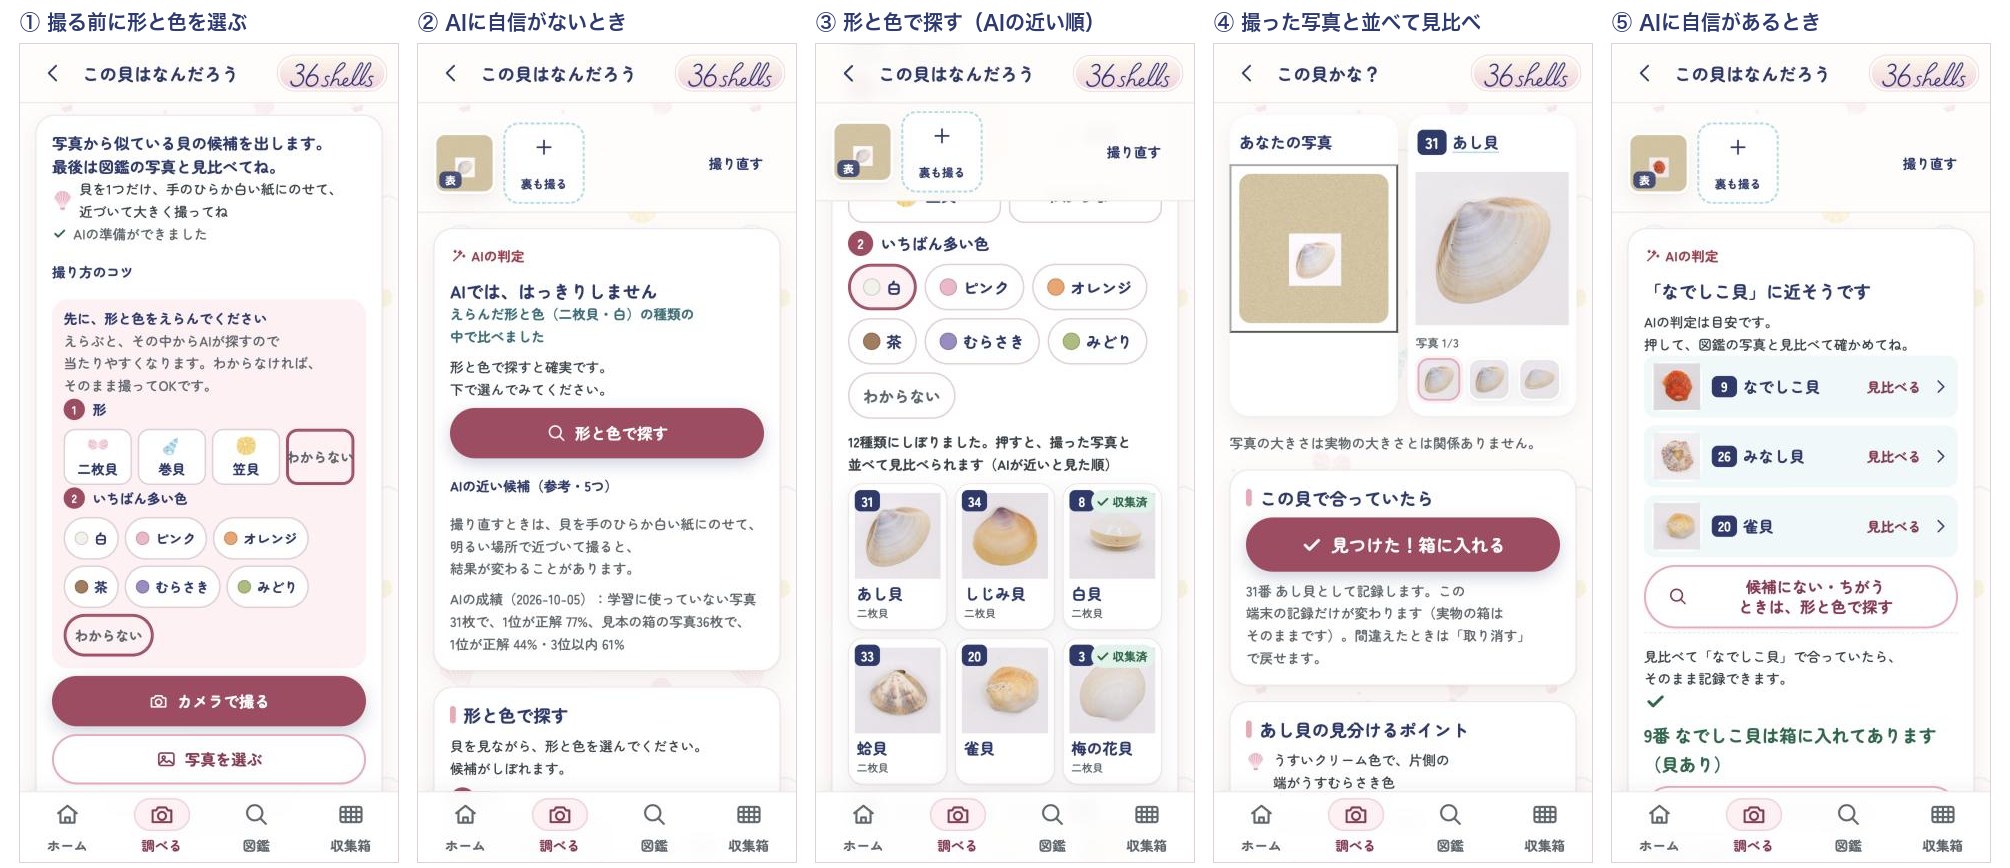 ① 撮る前に形と色を選ぶ
この貝はなんだろう
36 shells
写真から似ている貝の候補を出します。
最後は図鑑の写真と見比べてね。
貝を1つだけ、手のひらか白い紙にのせて、
近づいて大きく撮ってね
AIの準備ができました
撮り方のコツ
先に、形と色をえらんでください
えらぶと、その中からAIが探すので
当たりやすくなります。わからなければ、
そのまま撮ってOKです。
1 形
二枚貝 巻貝 笠貝 わからない
2 いちばん多い色
白 ピンク オレンジ
茶 むらさき みどり
わからない
カメラで撮る
写真を選ぶ
ホーム 調べる 図鑑 収集箱
② AIに自信がないとき
この貝はなんだろう
36 shells
表
裏も撮る
撮り直す
AIの判定
AIでは、はっきりしません
えらんだ形と色（二枚貝・白）の種類の
中で比べました
形と色で探すと確実です。
下で選んでみてください。
形と色で探す
AIの近い候補（参考・5つ）
撮り直すときは、貝を手のひらか白い紙にのせて、
明るい場所で近づいて撮ると、
結果が変わることがあります。
AIの成績（2026-10-05）：学習に使っていない写真
31枚で、1位が正解 77%、見本の箱の写真36枚で、
1位が正解 44%・3位以内 61%
形と色で探す
貝を見ながら、形と色を選んでください。
候補がしぼれます。
ホーム 調べる 図鑑 収集箱
③ 形と色で探す（AIの近い順）
この貝はなんだろう
36 shells
表
裏も撮る
撮り直す
2 いちばん多い色
白 ピンク オレンジ
茶 むらさき みどり
わからない
12種類にしぼりました。押すと、撮った写真と
並べて見比べられます（AIが近いと見た順）
31 34 8 収集済
あし貝 しじみ貝 白貝
二枚貝 二枚貝 二枚貝
33 20 3 収集済
蛤貝 雀貝 梅の花貝
二枚貝 二枚貝 二枚貝
ホーム 調べる 図鑑 収集箱
④ 撮った写真と並べて見比べ
この貝かな？
36 shells
あなたの写真
31 あし貝
写真 1/3
写真の大きさは実物の大きさとは関係ありません。
この貝で合っていたら
見つけた！箱に入れる
31番 あし貝として記録します。この
端末の記録だけが変わります（実物の箱は
そのままです）。間違えたときは「取り消す」
で戻せます。
あし貝の見分けるポイント
うすいクリーム色で、片側の
端がうすむらさき色
ホーム 調べる 図鑑 収集箱
⑤ AIに自信があるとき
この貝はなんだろう
36 shells
表
裏も撮る
撮り直す
AIの判定
「なでしこ貝」に近そうです
AIの判定は目安です。
押して、図鑑の写真と見比べて確かめてね。
9 なでしこ貝 見比べる
26 みなし貝 見比べる
20 雀貝 見比べる
候補にない・ちがう
ときは、形と色で探す
見比べて「なでしこ貝」で合っていたら、
そのまま記録できます。
9番 なでしこ貝は箱に入れてあります
（貝あり）
ホーム 調べる 図鑑 収集箱